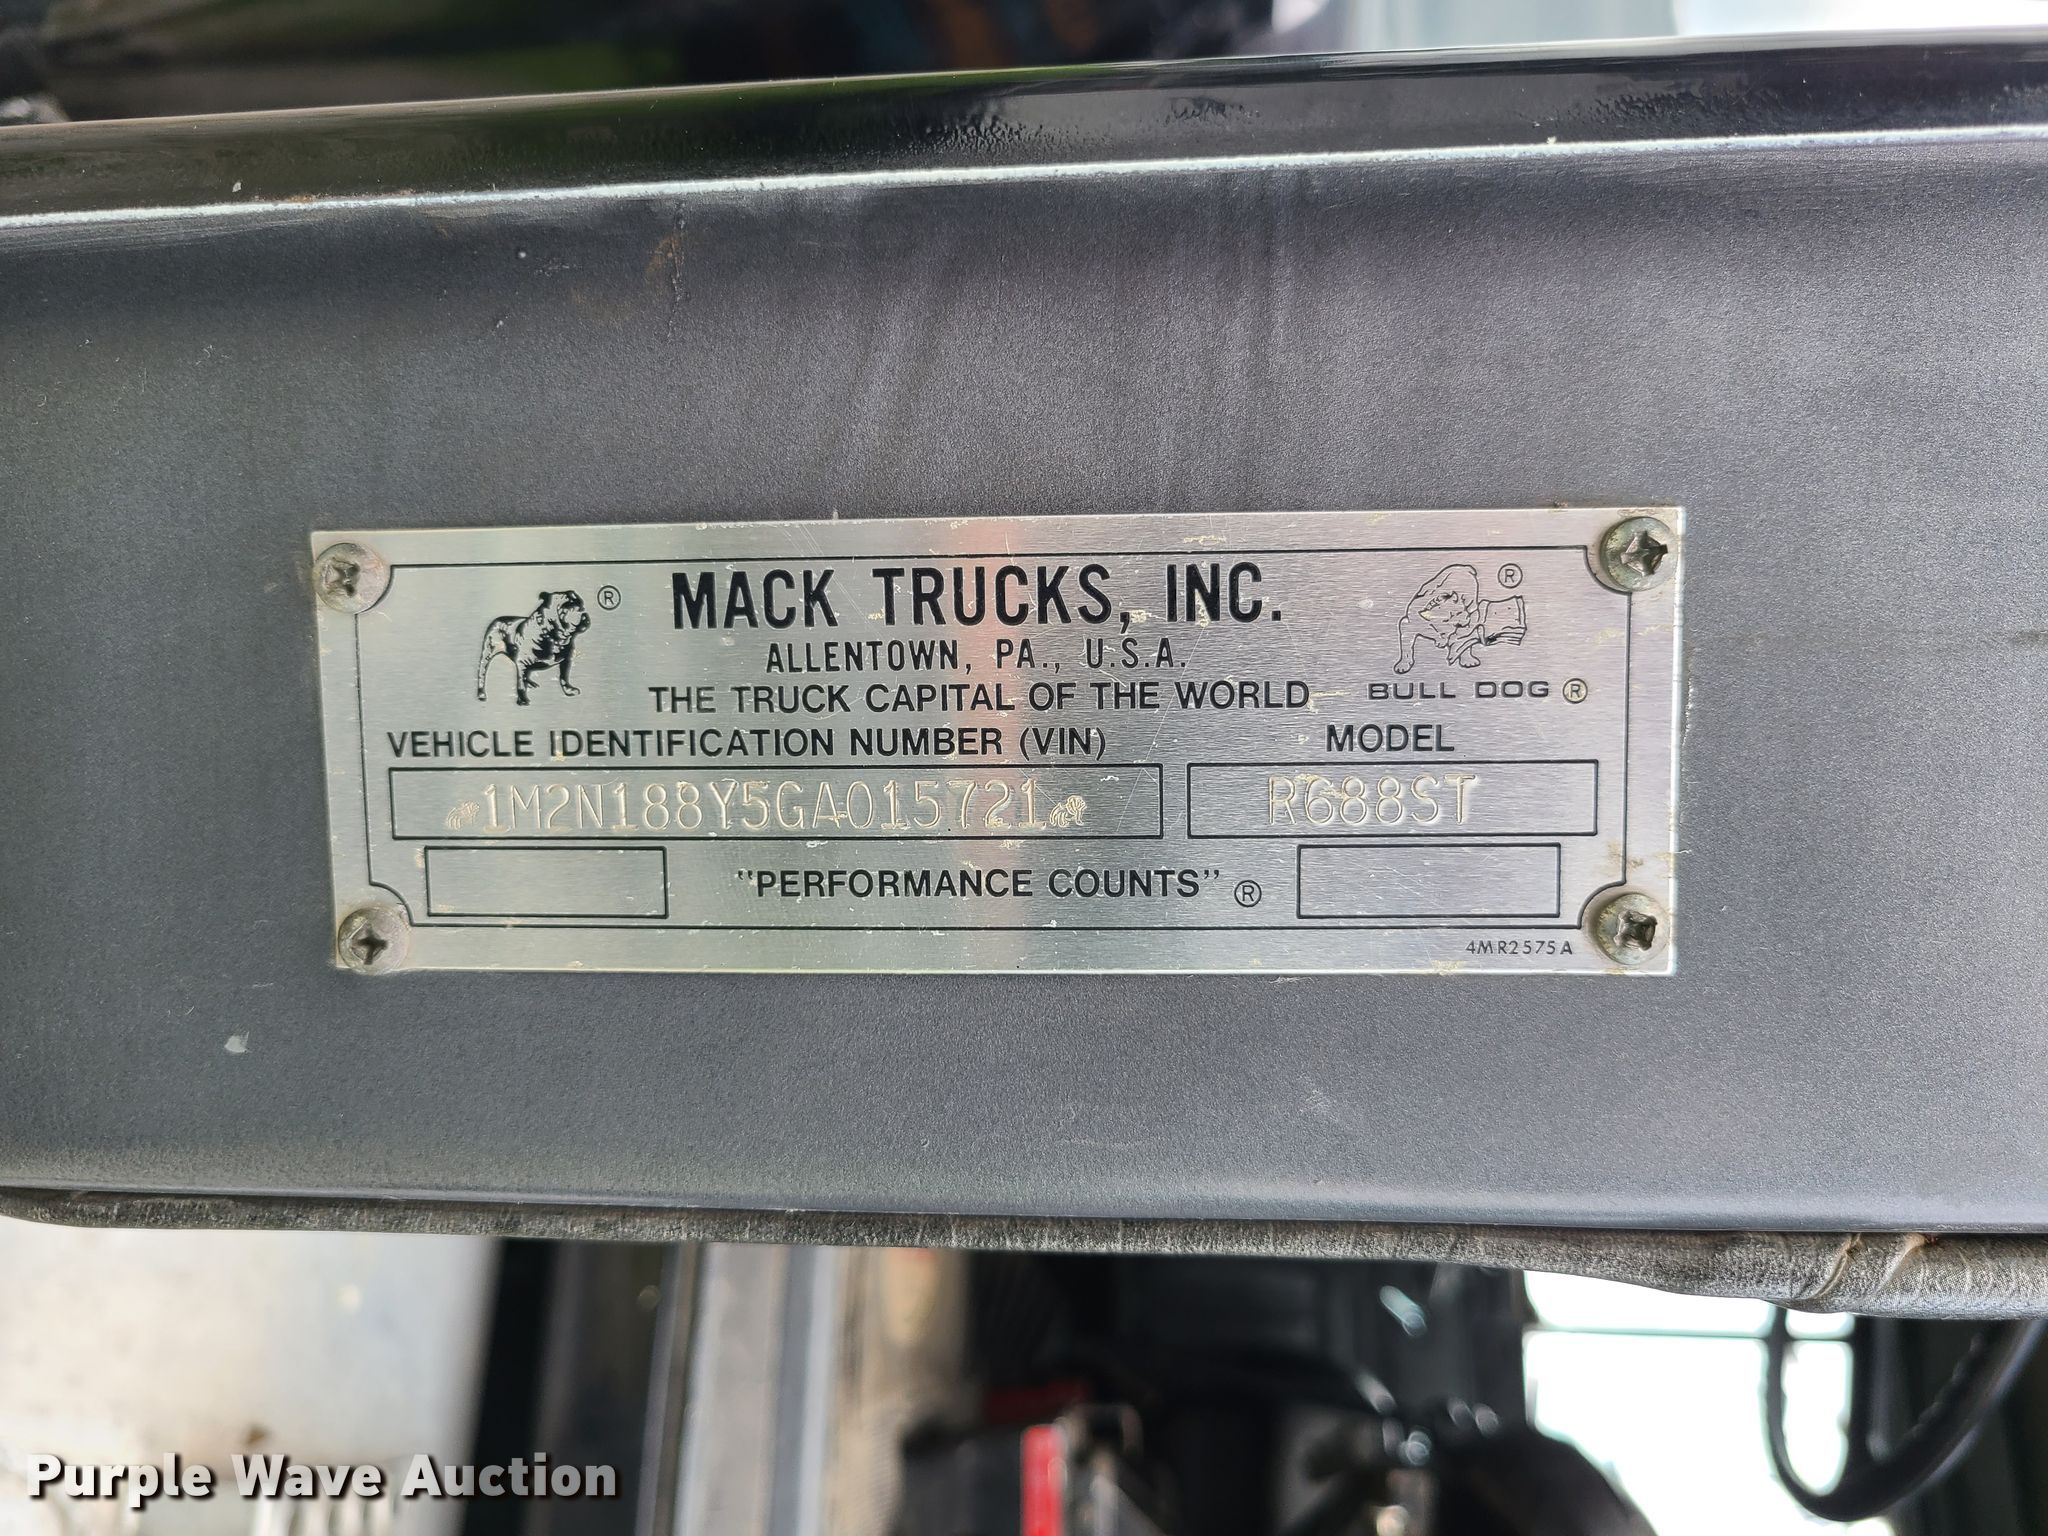 MACK TRUCKS, INC.
ALLENTOWN, PA., U.S.A.
THE TRUCK CAPITAL OF THE WORLD
®
®
BULL DOG ®
VEHICLE IDENTIFICATION NUMBER (VIN)
MODEL
1M2N188Y5GA015721
R688ST
"PERFORMANCE COUNTS" ®
4MR2575A
Purple Wave Auction